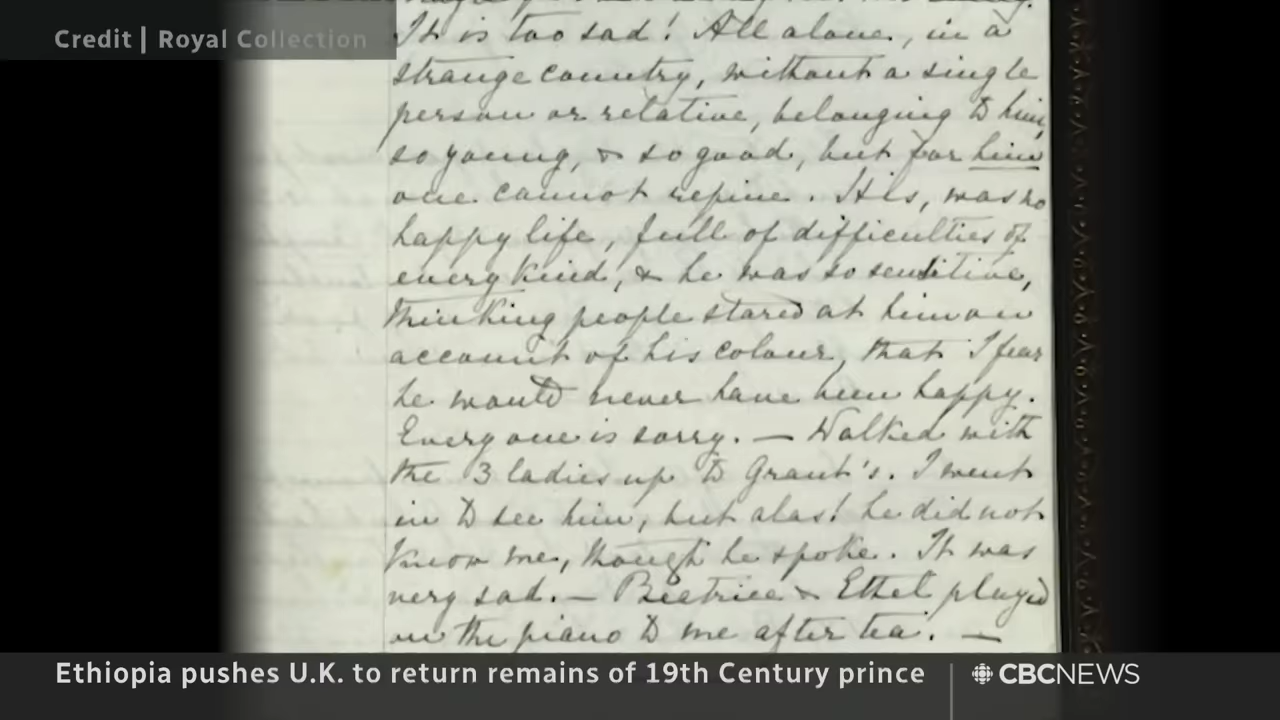 Credit | Royal Collection
It is too sad! All alone, in a
strange country, without a single
person or relative, belonging to him,
so young, & so good, but for him
one cannot repine. His, was no
happy life, full of difficulties of
every kind, & he was so sensitive,
thinking people stared at him on
account of his colour, that I fear
he would never have been happy.
Everyone is sorry. — Walked with
the 3 ladies up to Grant's. I went
in to see him, but alas! he did not
know me, though he spoke. It was
very sad. — Beatrice & Ethel played
on the piano to me after tea. —
Ethiopia pushes U.K. to return remains of 19th Century prince
CBCNEWS